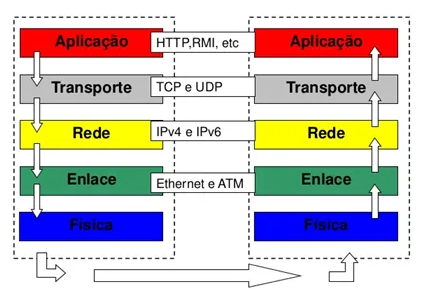 Aplicação HTTP,RMI, etc Aplicação
Transporte TCP e UDP Transporte
Rede IPv4 e IPv6 Rede
Enlace Ethernet e ATM Enlace
Física Física